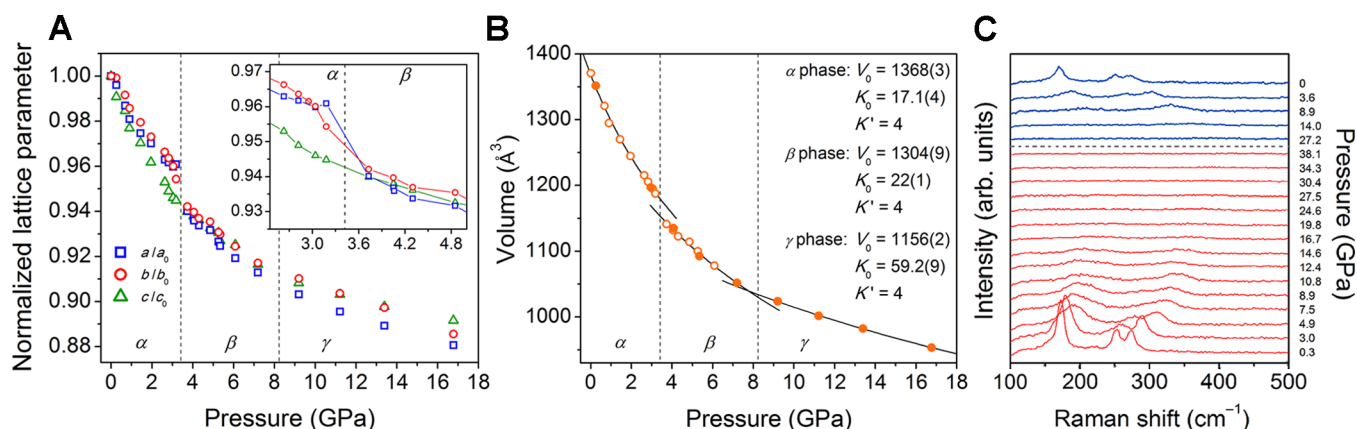 A
Normalized lattice parameter
1.00
0.98
0.96
0.94
0.92
0.90
0.88
0.97
0.96
0.95
0.94
0.93
α
β
3.0
3.6
4.2
4.8
a/a₀
b/b₀
c/c₀
α
β
γ
0 2 4 6 8 10 12 14 16 18
Pressure (GPa)
B
Volume (Å³)
1400
1300
1200
1100
1000
α phase: V₀ = 1368(3)
K₀ = 17.1(4)
K' = 4
β phase: V₀ = 1304(9)
K₀ = 22(1)
K' = 4
γ phase: V₀ = 1156(2)
K₀ = 59.2(9)
K' = 4
α
β
γ
0 2 4 6 8 10 12 14 16 18
Pressure (GPa)
C
Intensity (arb. units)
0
3.6
8.9
14.0
27.2
38.1
34.3
30.4
27.5
24.6
19.8
16.7
14.6
12.4
10.8
8.9
7.5
4.9
3.0
0.3
Pressure (GPa)
100 200 300 400 500
Raman shift (cm⁻¹)